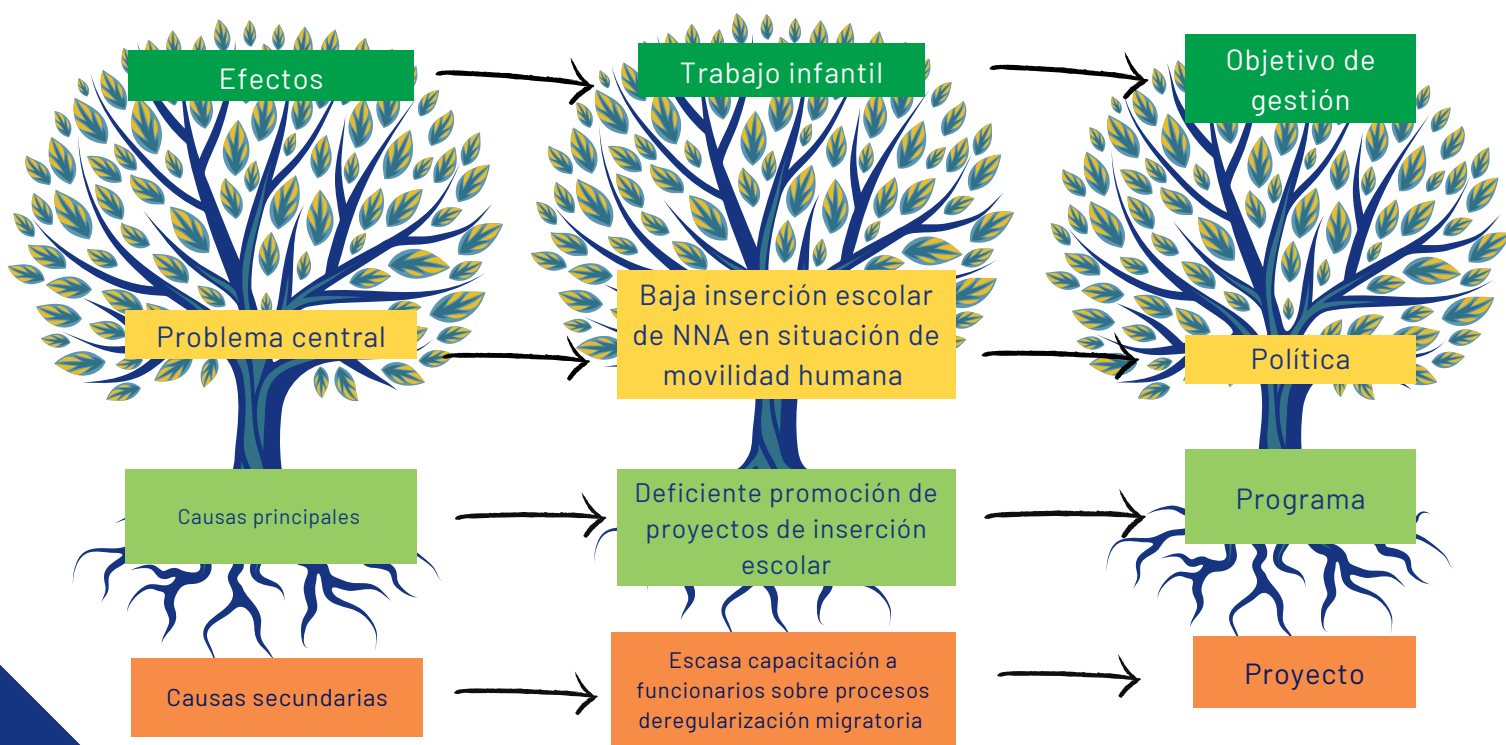 Efectos
Trabajo infantil
Objetivo de
gestión
Problema central
Baja inserción escolar
de NNA en situación de
movilidad humana
Política
Causas principales
Deficiente promoción de
proyectos de inserción
escolar
Programa
Causas secundarias
Escasa capacitación a
funcionarios sobre procesos
deregularización migratoria
Proyecto